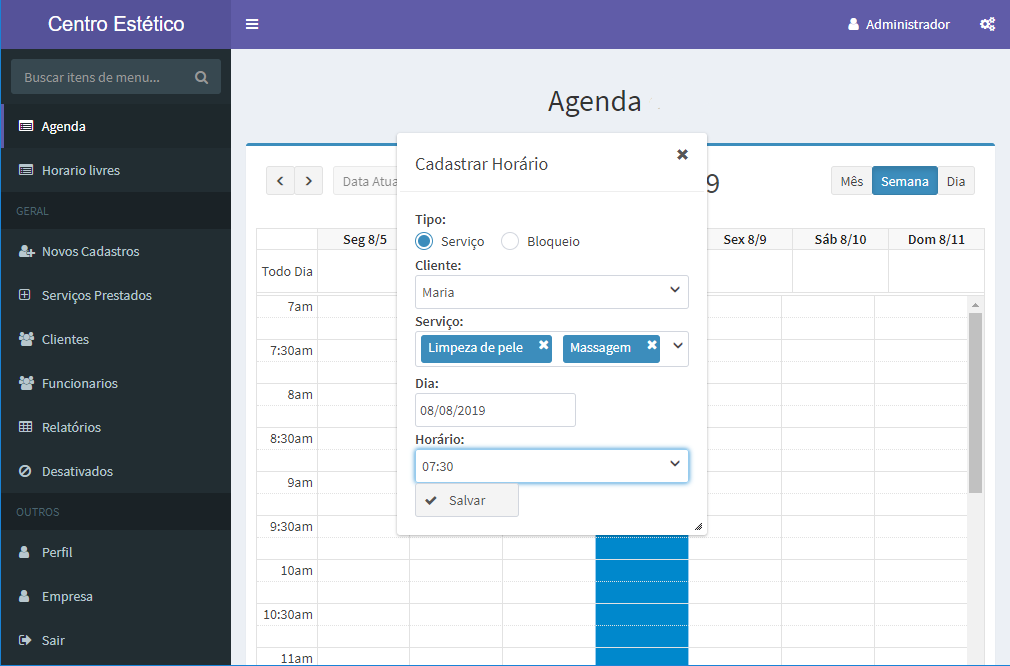 Centro Estético
Administrador
Buscar itens de menu...
Agenda
Horario livres
GERAL
Novos Cadastros
Serviços Prestados
Clientes
Funcionarios
Relatórios
Desativados
OUTROS
Perfil
Empresa
Sair
Agenda
Data Atua
9
Mês
Semana
Dia
Seg 8/5
Sex 8/9
Sáb 8/10
Dom 8/11
Todo Dia
7am
7:30am
8am
8:30am
9am
9:30am
10am
10:30am
11am
Cadastrar Horário
Tipo:
Serviço
Bloqueio
Cliente:
Maria
Serviço:
Limpeza de pele
Massagem
Dia:
08/08/2019
Horário:
07:30
Salvar